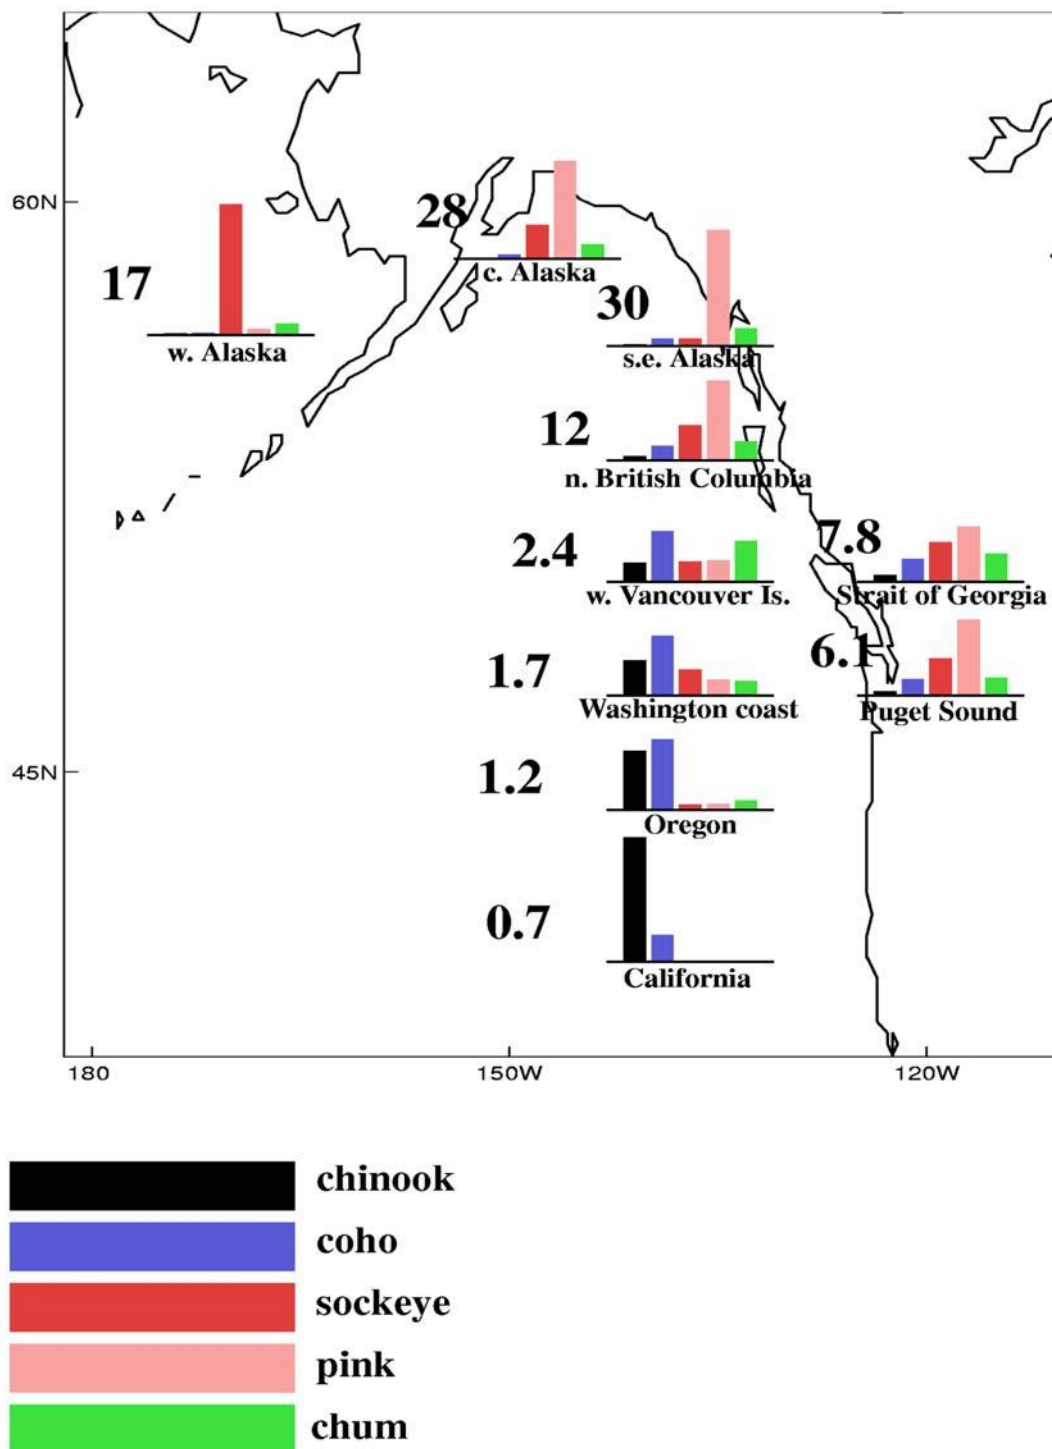 60N
28
c. Alaska
17
w. Alaska
30
s.e. Alaska
12
n. British Columbia
2.4
w. Vancouver Is.
7.8
Strait of Georgia
1.7
Washington coast
6.1
Puget Sound
45N
1.2
Oregon
0.7
California
180
150W
120W
chinook
coho
sockeye
pink
chum